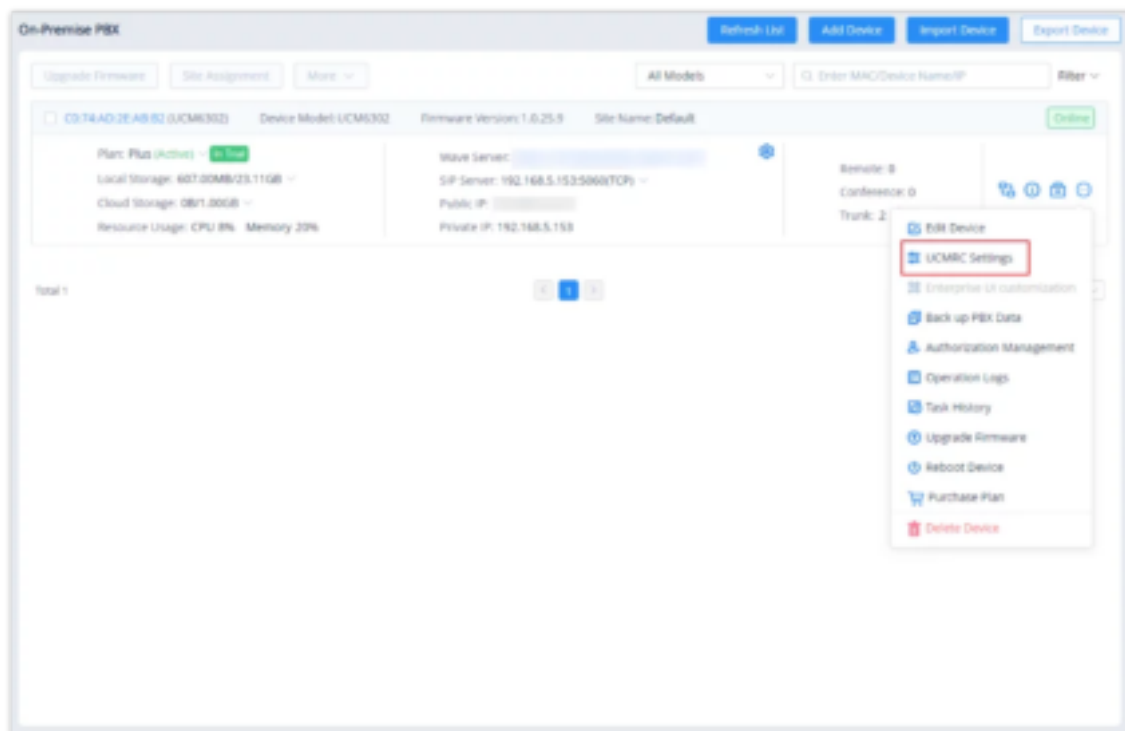 On-Premise PBX
Refresh List Add Device Import Device Export Device
Upgrade Firmware Site Assignment More All Models Enter MAC/Device Name/IP Filter
C0:74:AD:2E:AB:B2 (UCM6302) Device Model: UCM6302 Firmware Version: 1.0.25.9 Site Name: Default Online
Plan: Plus (Active) In Trial
Local Storage: 607.00MB/23.11GB
Cloud Storage: 0B/1.00GB
Resource Usage: CPU 8% Memory 20%
Wave Server:
SIP Server: 192.168.5.153:5060(TCP)
Public IP:
Private IP: 192.168.5.153
Remote: 0
Conference: 0
Trunk: 2
Edit Device
UCMRC Settings
Enterprise UI customization
Back up PBX Data
Authorization Management
Operation Logs
Task History
Upgrade Firmware
Reboot Device
Purchase Plan
Delete Device
Total 1
1